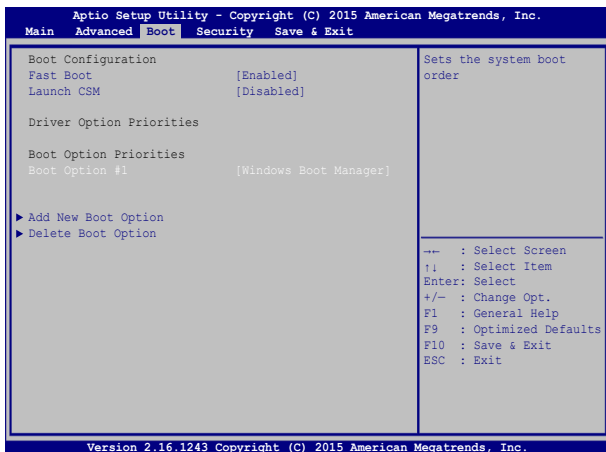 Aptio Setup Utility - Copyright (C) 2015 American Megatrends, Inc.
Main Advanced Boot Security Save & Exit
Boot Configuration
Fast Boot [Enabled]
Launch CSM [Disabled]
Driver Option Priorities
Boot Option Priorities
Boot Option #1 [Windows Boot Manager]
▶ Add New Boot Option
▶ Delete Boot Option
Sets the system boot
order
→← : Select Screen
↑↓ : Select Item
Enter: Select
+/— : Change Opt.
F1 : General Help
F9 : Optimized Defaults
F10 : Save & Exit
ESC : Exit
Version 2.16.1243 Copyright (C) 2015 American Megatrends, Inc.